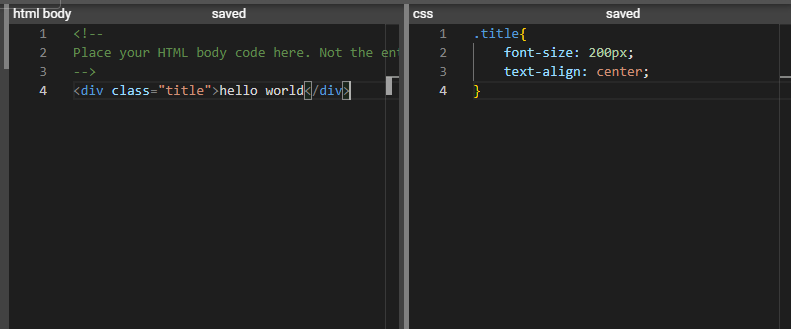 html body saved
1 <!--
2 Place your HTML body code here. Not the
3 -->
4 <div class="title">hello world</div>
css saved
1 .title{
2 font-size: 200px;
3 text-align: center;
4 }